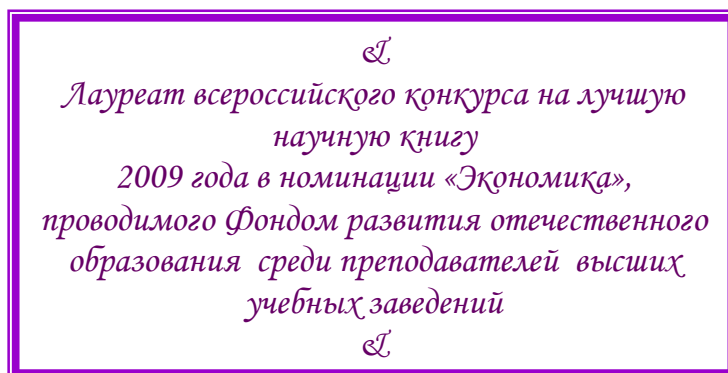 Лауреат всероссийского конкурса на лучшую
научную книгу
2009 года в номинации «Экономика»,
проводимого Фондом развития отечественного
образования среди преподавателей высших
учебных заведений